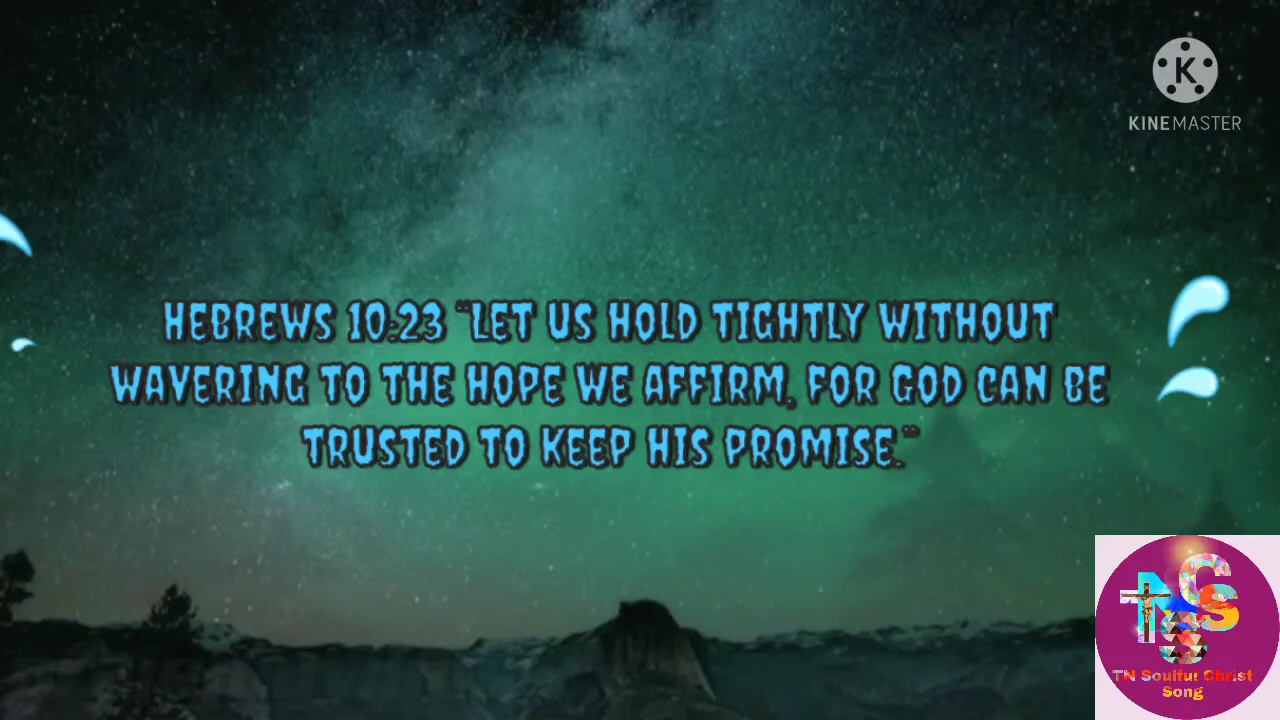 K
KINEMASTER
HEBREWS 10:23 "LET US HOLD TIGHTLY WITHOUT
WAVERING TO THE HOPE WE AFFIRM, FOR GOD CAN BE
TRUSTED TO KEEP HIS PROMISE."
TN Soulful Christ
Song